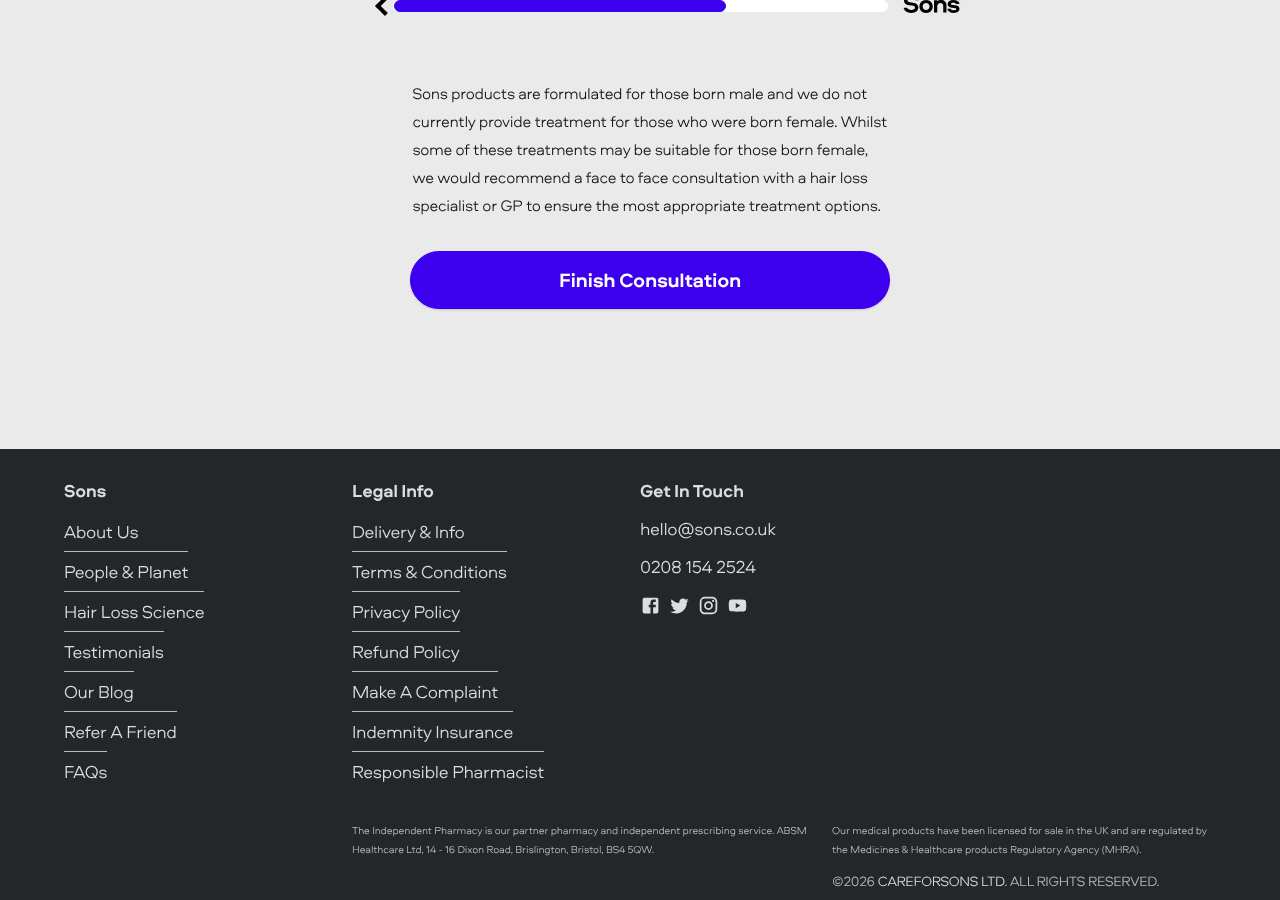 Sons
Sons products are formulated for those born male and we do not
currently provide treatment for those who were born female. Whilst
some of these treatments may be suitable for those born female,
we would recommend a face to face consultation with a hair loss
specialist or GP to ensure the most appropriate treatment options.
Finish Consultation
Sons
About Us
People & Planet
Hair Loss Science
Testimonials
Our Blog
Refer A Friend
FAQs
Legal Info
Delivery & Info
Terms & Conditions
Privacy Policy
Refund Policy
Make A Complaint
Indemnity Insurance
Responsible Pharmacist
Get In Touch
hello@sons.co.uk
0208 154 2524
The Independent Pharmacy is our partner pharmacy and independent prescribing service. ABSM
Healthcare Ltd, 14 - 16 Dixon Road, Brislington, Bristol, BS4 5QW.
Our medical products have been licensed for sale in the UK and are regulated by
the Medicines & Healthcare products Regulatory Agency (MHRA).
©2026 CAREFORSONS LTD. ALL RIGHTS RESERVED.